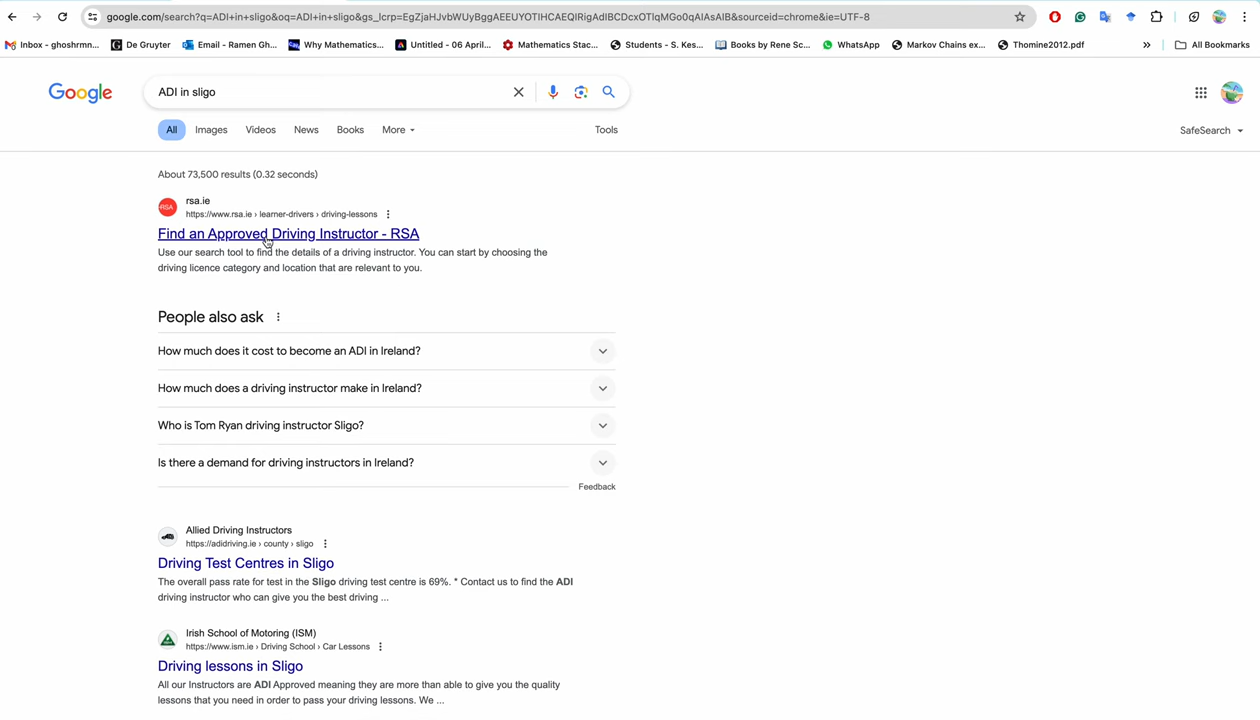 google.com/search?q=ADI+in+sligo&oq=ADI+in+sligo&gs_lcrp=EgZjaHJvbWUyBggAEEUYOTIHCAEQIRigAdIBCDcxOTlqMGo0qAIAsAIB&sourceid=chrome&ie=UTF-8
Inbox - ghoshrmn... De Gruyter Email - Ramen Gh... Why Mathematics... Untitled - 06 April... Mathematics Stac... Students - S. Kes... Books by Rene Sc... WhatsApp Markov Chains ex... Thomine2012.pdf » All Bookmarks
Google ADI in sligo
All Images Videos News Books More Tools SafeSearch
About 73,500 results (0.32 seconds)
RSA rsa.ie
https://www.rsa.ie › learner-drivers › driving-lessons
Find an Approved Driving Instructor - RSA
Use our search tool to find the details of a driving instructor. You can start by choosing the
driving licence category and location that are relevant to you.
People also ask
How much does it cost to become an ADI in Ireland?
How much does a driving instructor make in Ireland?
Who is Tom Ryan driving instructor Sligo?
Is there a demand for driving instructors in Ireland?
Feedback
Allied Driving Instructors
https://adidriving.ie › county › sligo
Driving Test Centres in Sligo
The overall pass rate for test in the Sligo driving test centre is 69%. * Contact us to find the ADI
driving instructor who can give you the best driving ...
Irish School of Motoring (ISM)
https://www.ism.ie › Driving School › Car Lessons
Driving lessons in Sligo
All our Instructors are ADI Approved meaning they are more than able to give you the quality
lessons that you need in order to pass your driving lessons. We ...